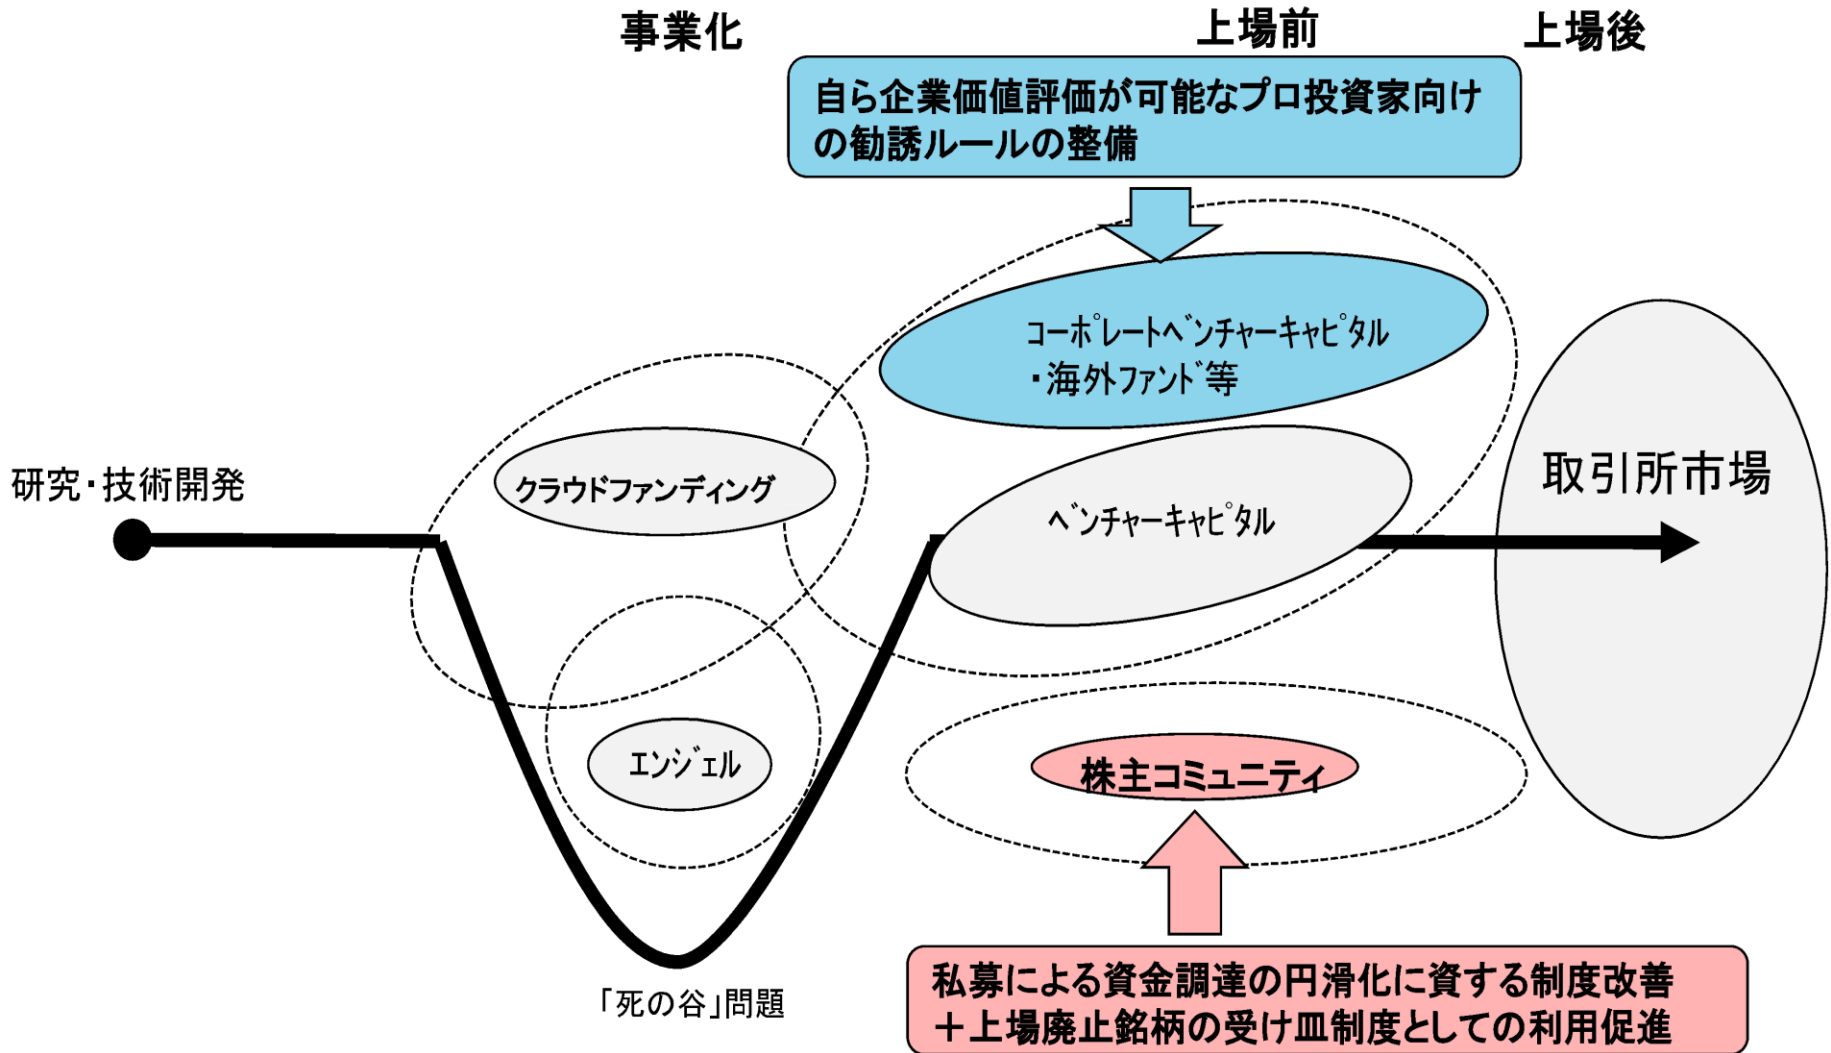 事業化
上場前
上場後
自ら企業価値評価が可能なプロ投資家向け
の勧誘ルールの整備
コーポレートベンチャーキャピタル
・海外ファンド等
クラウドファンディング
研究・技術開発
ベンチャーキャピタル
取引所市場
エンジェル
株主コミュニティ
「死の谷」問題
私募による資金調達の円滑化に資する制度改善
＋上場廃止銘柄の受け皿制度としての利用促進